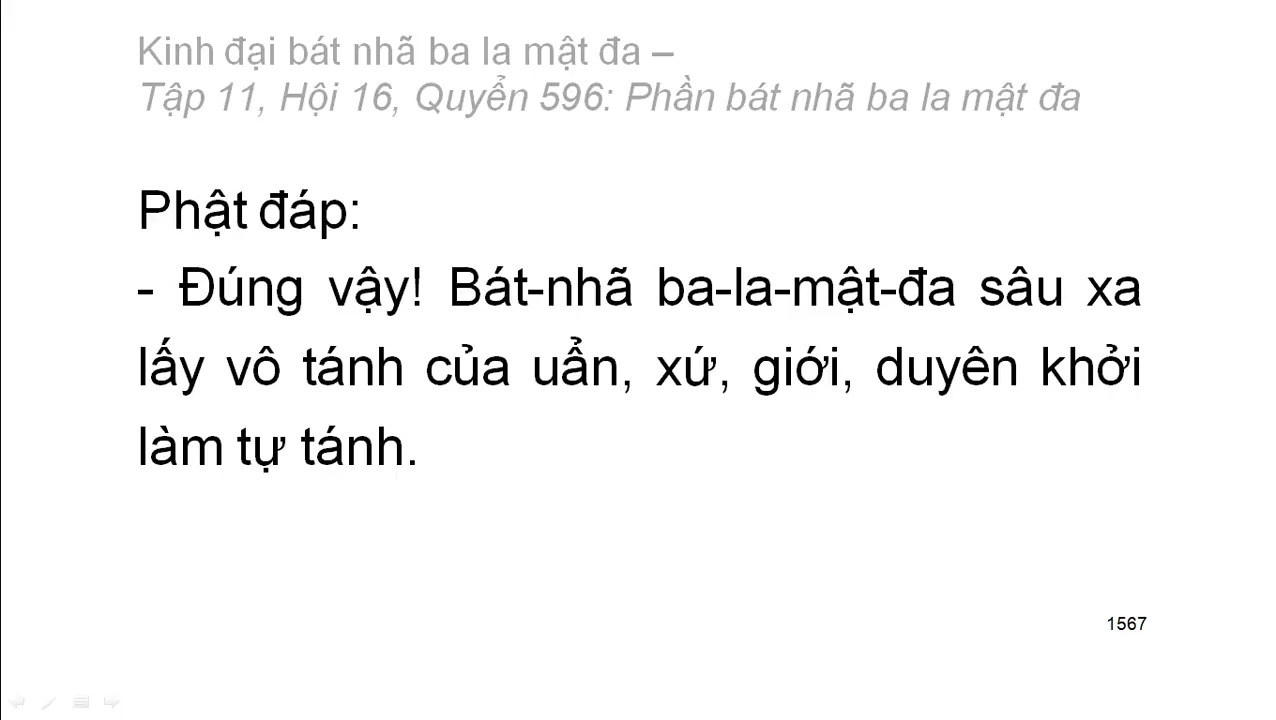 Kinh đại bát nhã ba la mật đa –
Tập 11, Hội 16, Quyển 596: Phần bát nhã ba la mật đa
Phật đáp:
- Đúng vậy! Bát-nhã ba-la-mật-đa sâu xa
lấy vô tánh của uẩn, xứ, giới, duyên khởi
làm tự tánh.
1567